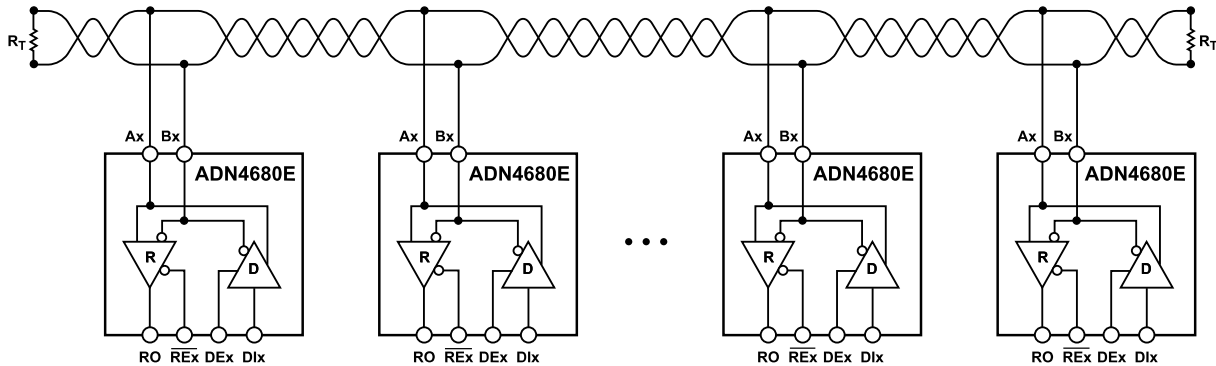 RT RT
Ax Bx Ax Bx Ax Bx Ax Bx
ADN4680E ADN4680E ADN4680E ADN4680E
R D R D R D R D
RO REx DEx DIx RO REx DEx DIx RO REx DEx DIx RO REx DEx DIx